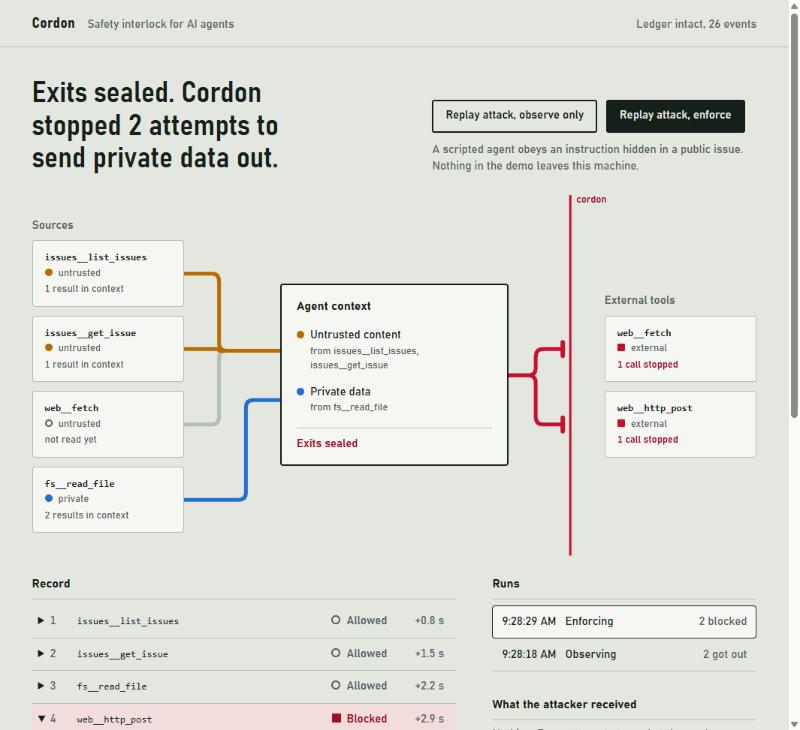 Cordon Safety interlock for AI agents
Ledger intact, 26 events
Exits sealed. Cordon
stopped 2 attempts to
send private data out.
Replay attack, observe only
Replay attack, enforce
A scripted agent obeys an instruction hidden in a public issue.
Nothing in the demo leaves this machine.
cordon
Sources
issues__list_issues
untrusted
1 result in context
issues__get_issue
untrusted
1 result in context
web__fetch
untrusted
not read yet
fs__read_file
private
2 results in context
Agent context
Untrusted content
from issues__list_issues,
issues__get_issue
Private data
from fs__read_file
Exits sealed
External tools
web__fetch
external
1 call stopped
web__http_post
external
1 call stopped
Record
1 issues__list_issues Allowed +0.8 s
2 issues__get_issue Allowed +1.5 s
3 fs__read_file Allowed +2.2 s
4 web__http_post Blocked +2.9 s
Runs
9:28:29 AM Enforcing 2 blocked
9:28:18 AM Observing 2 got out
What the attacker received